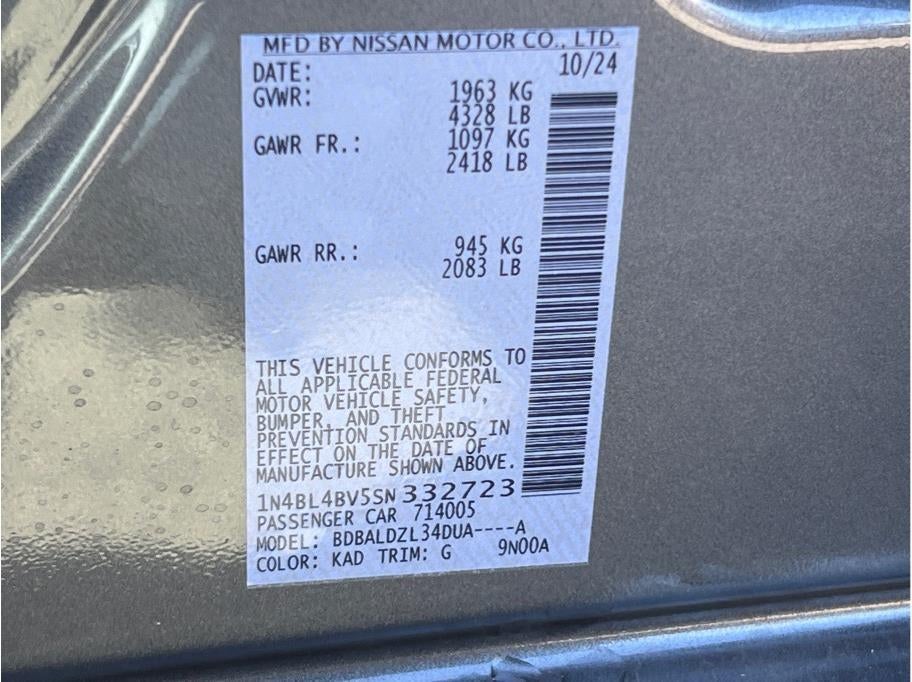 MFD BY NISSAN MOTOR CO., LTD.
DATE: 10/24
GVWR: 1963 KG
4328 LB
GAWR FR.: 1097 KG
2418 LB
GAWR RR.: 945 KG
2083 LB
THIS VEHICLE CONFORMS TO
ALL APPLICABLE FEDERAL
MOTOR VEHICLE SAFETY,
BUMPER, AND THEFT
PREVENTION STANDARDS IN
EFFECT ON THE DATE OF
MANUFACTURE SHOWN ABOVE.
1N4BL4BV5SN332723
PASSENGER CAR 714005
MODEL: BDBALDZL34DUA----A
COLOR: KAD TRIM: G 9N00A